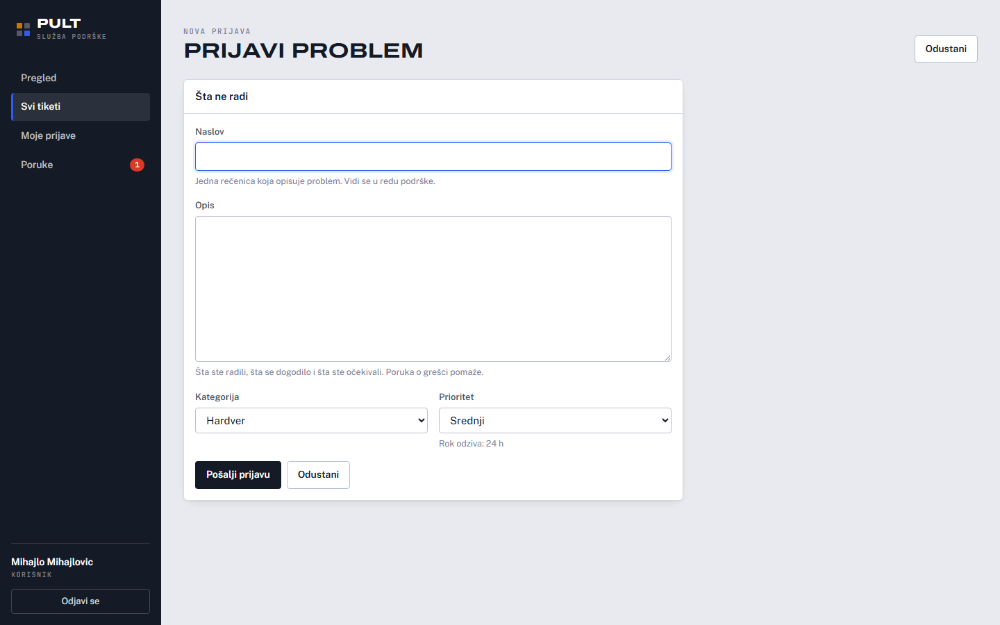 PULT
SLUŽBA PODRŠKE
Pregled
Svi tiketi
Moje prijave
Poruke 1
Mihajlo Mihajlovic
KORISNIK
Odjavi se
NOVA PRIJAVA
PRIJAVI PROBLEM
Odustani
Šta ne radi
Naslov
Jedna rečenica koja opisuje problem. Vidi se u redu podrške.
Opis
Šta ste radili, šta se dogodilo i šta ste očekivali. Poruka o grešci pomaže.
Kategorija Prioritet
Hardver Srednji
Rok odziva: 24 h
Pošalji prijavu Odustani